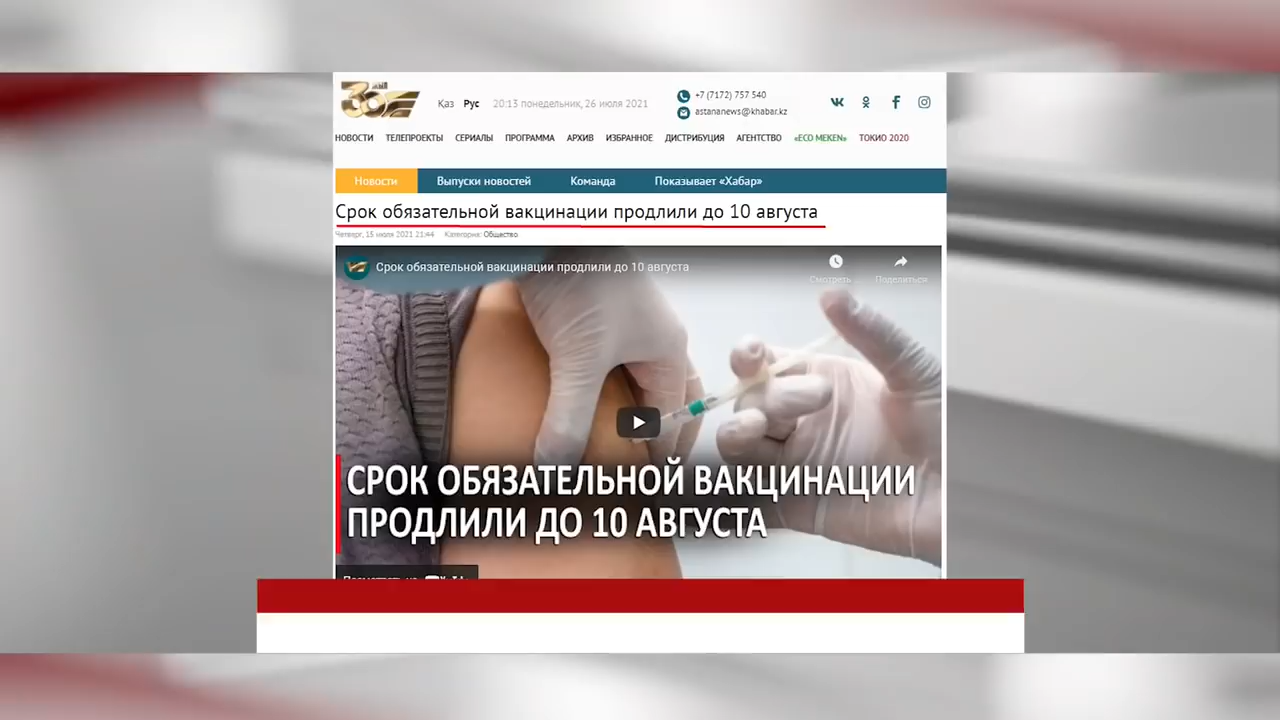 30
Қаз Рус 20:13 понедельник, 26 июля 2021
+7 (7172) 757 540
astananews@khabar.kz
НОВОСТИ ТЕЛЕПРОЕКТЫ СЕРИАЛЫ ПРОГРАММА АРХИВ ИЗБРАННОЕ ДИСТРИБУЦИЯ АГЕНТСТВО «ECO MEKEN» ТОКИО 2020
Новости Выпуски новостей Команда Показывает «Хабар»
Срок обязательной вакцинации продлили до 10 августа
Четверг, 15 июля 2021 21:44 Категория: Общество
Срок обязательной вакцинации продлили до 10 августа
Смотреть ... Поделиться
СРОК ОБЯЗАТЕЛЬНОЙ ВАКЦИНАЦИИ
ПРОДЛИЛИ ДО 10 АВГУСТА